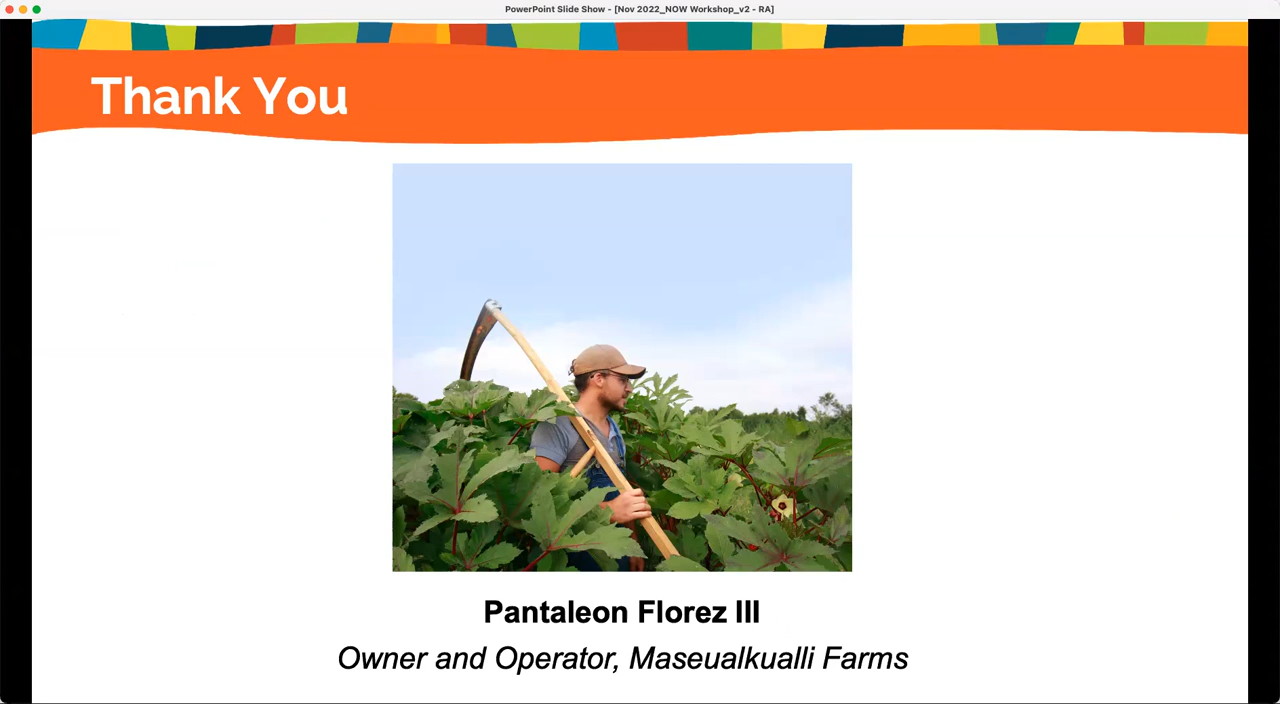 PowerPoint Slide Show - [Nov 2022_NOW Workshop_v2 - RA]
Thank You
Pantaleon Florez III
Owner and Operator, Maseualkualli Farms